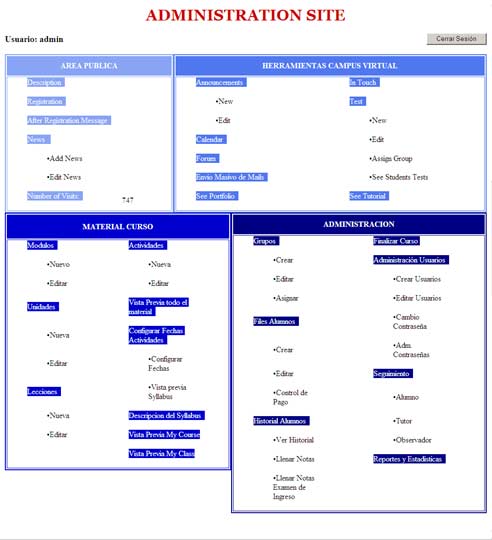 ADMINISTRATION SITE
Usuario: admin
Cerrar Sesión
AREA PUBLICA
Description
Registration
After Registration Message
News
•Add News
•Edit News
Number of Visits:
747
HERRAMIENTAS CAMPUS VIRTUAL
Announcements
•New
•Edit
Calendar
Forum
Envio Masivo de Mails
See Portfolio
In Touch
Test
•New
•Edit
•Assign Group
•See Students Tests
See Tutorial
MATERIAL CURSO
Modulos
•Nuevo
•Editar
Unidades
•Nueva
•Editar
Lecciones
•Nueva
•Editar
Actividades
•Nueva
•Editar
Vista Previa todo el
material
Configurar Fechas
Actividades
•Configurar
Fechas
•Vista previa
Syllabus
Descripcion del Syllabus
Vista Previa My Course
Vista Previa My Class
ADMINISTRACION
Grupos
•Crear
•Editar
•Asignar
Files Alumnos
•Crear
•Editar
•Control de
Pago
Historial Alumnos
•Ver Historial
•Llenar Notas
•Llenar Notas
Examen de
Ingreso
Finalizar Curso
Administración Usuarios
•Crear Usuarios
•Editar Usuarios
•Cambio
Contraseña
•Adm.
Contraseñas
Seguimiento
•Alumno
•Tutor
•Observador
Reportes y Estadisticas